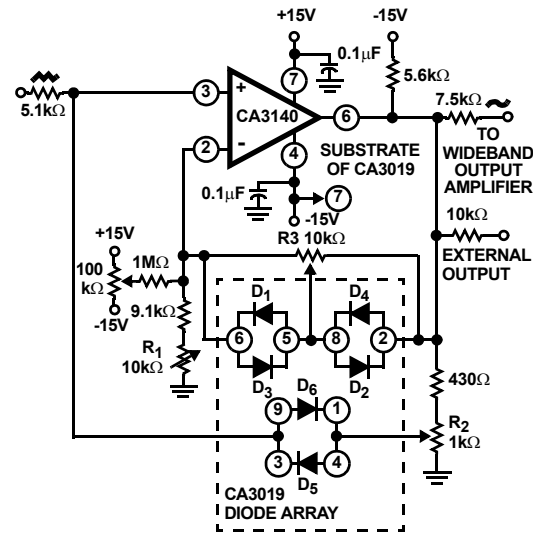 +15V
-15V
0.1μF
5.6kΩ
7.5kΩ
5.1kΩ
3
+
7
CA3140
6
2
-
4
SUBSTRATE
OF CA3019
TO
WIDEBAND
OUTPUT
AMPLIFIER
0.1μF
7
-15V
R3 10kΩ
10kΩ
EXTERNAL
OUTPUT
+15V
1MΩ
100
kΩ
-15V
9.1kΩ
R1
10kΩ
D1
D4
6
5
8
2
D3
D2
D6
9
1
3
4
D5
430Ω
R2
1kΩ
CA3019
DIODE ARRAY